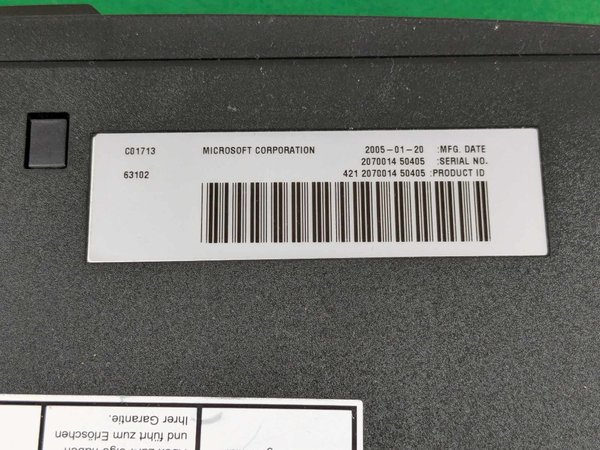 C01713 MICROSOFT CORPORATION 2005-01-20 :MFG. DATE
2070014 50405 :SERIAL NO.
63102 421 2070014 50405 :PRODUCT ID
Ihrer Garantie.
und führt zum Erlöschen